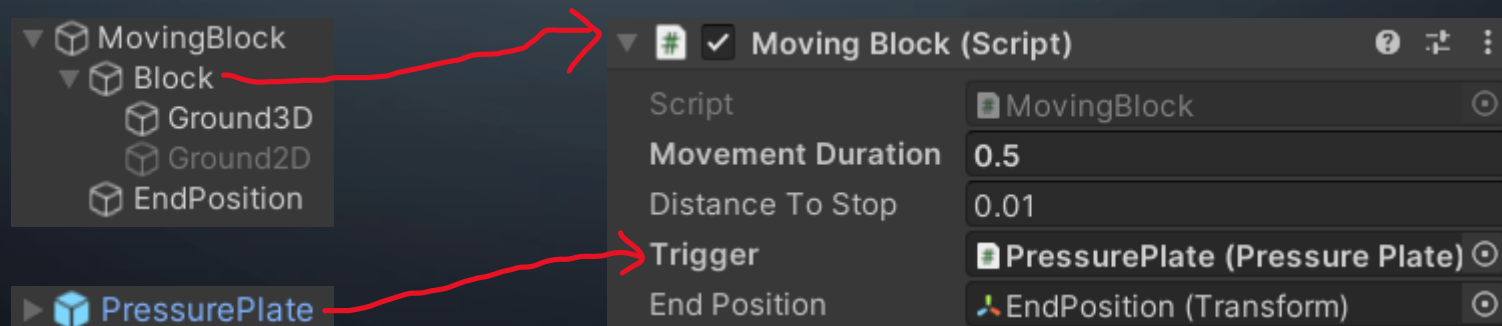 MovingBlock
Block
Ground3D
Ground2D
EndPosition
PressurePlate
# Moving Block (Script)
Script # MovingBlock
Movement Duration 0.5
Distance To Stop 0.01
Trigger # PressurePlate (Pressure Plate)
End Position EndPosition (Transform)